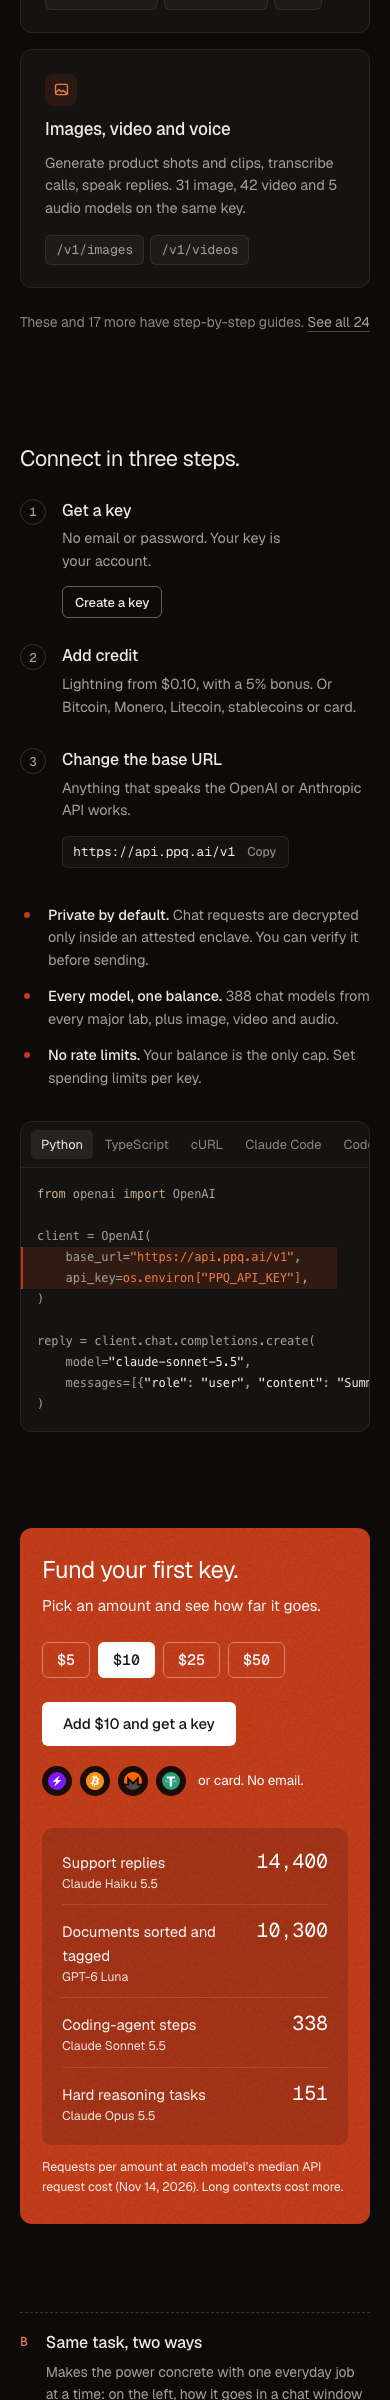 Images, video and voice
Generate product shots and clips, transcribe
calls, speak replies. 31 image, 42 video and 5
audio models on the same key.
/v1/images /v1/videos
These and 17 more have step-by-step guides. See all 24
Connect in three steps.
1 Get a key
No email or password. Your key is
your account.
Create a key
2 Add credit
Lightning from $0.10, with a 5% bonus. Or
Bitcoin, Monero, Litecoin, stablecoins or card.
3 Change the base URL
Anything that speaks the OpenAI or Anthropic
API works.
https://api.ppq.ai/v1 Copy
Private by default. Chat requests are decrypted
only inside an attested enclave. You can verify it
before sending.
Every model, one balance. 388 chat models from
every major lab, plus image, video and audio.
No rate limits. Your balance is the only cap. Set
spending limits per key.
Python TypeScript cURL Claude Code Code
from openai import OpenAI
client = OpenAI(
base_url="https://api.ppq.ai/v1",
api_key=os.environ["PPQ_API_KEY"],
)
reply = client.chat.completions.create(
model="claude-sonnet-5.5",
messages=[{"role": "user", "content": "Summ
)
Fund your first key.
Pick an amount and see how far it goes.
$5 $10 $25 $50
Add $10 and get a key
or card. No email.
Support replies 14,400
Claude Haiku 5.5
Documents sorted and 10,300
tagged
GPT-6 Luna
Coding-agent steps 338
Claude Sonnet 5.5
Hard reasoning tasks 151
Claude Opus 5.5
Requests per amount at each model's median API
request cost (Nov 14, 2026). Long contexts cost more.
B Same task, two ways
Makes the power concrete with one everyday job
at a time: on the left, how it goes in a chat window